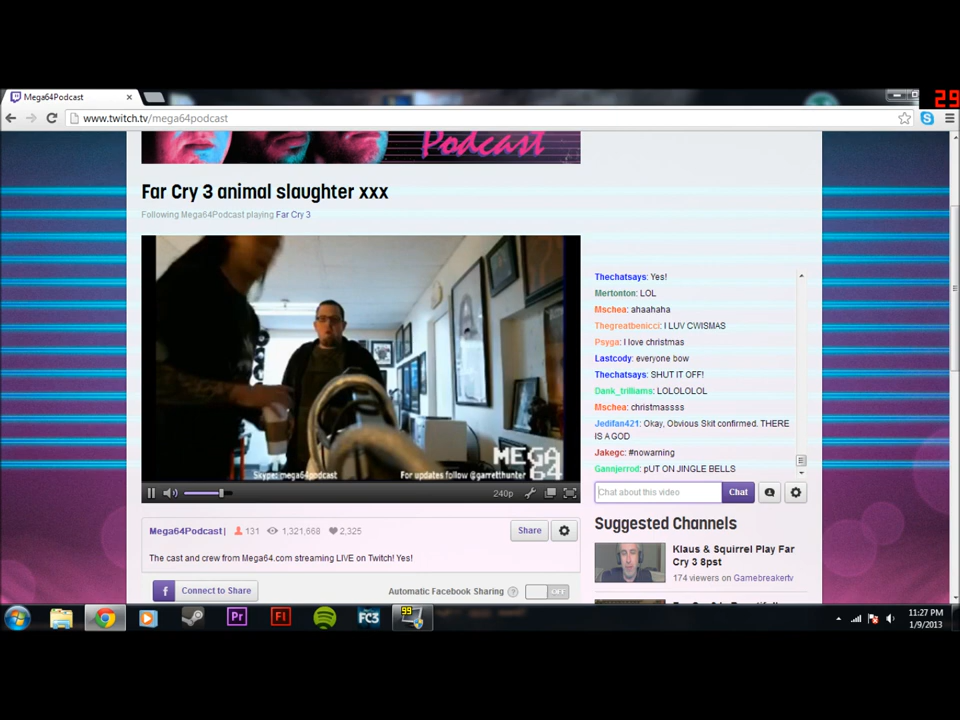 Mega64Podcast
29
www.twitch.tv/mega64podcast
Podcast
Far Cry 3 animal slaughter xxx
Following Mega64Podcast playing Far Cry 3
Thechatsays: Yes!
Mertonton: LOL
Mschea: ahaahaha
Thegreatbenicci: I LUV CWISMAS
Psyga: I love christmas
Lastcody: everyone bow
Thechatsays: SHUT IT OFF!
Dank_trilliams: LOLOLOLOL
Mschea: christmassss
Jedifan421: Okay, Obvious Skit confirmed. THERE
IS A GOD
Jakegc: #nowarning
Gannjerrod: pUT ON JINGLE BELLS
MEGA
64
Skype: mega64podcast
For updates follow @garretthunter
240p
Chat about this video
Chat
Mega64Podcast | 131 1,321,668 2,325
Share
The cast and crew from Mega64.com streaming LIVE on Twitch! Yes!
f Connect to Share
Automatic Facebook Sharing ? OFF
Suggested Channels
Klaus & Squirrel Play Far
Cry 3 8pst
174 viewers on Gamebreakertv
Pr
Fl
FC3
99
11:27 PM
1/9/2013